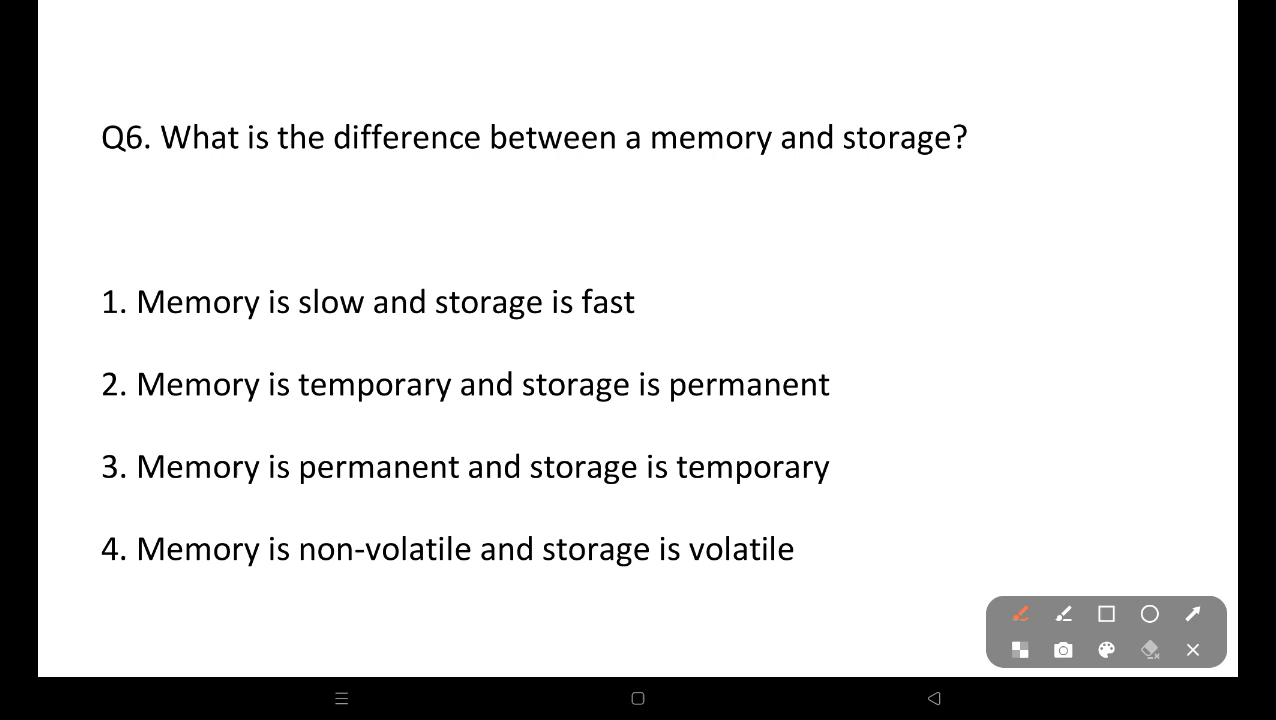 Q6. What is the difference between a memory and storage?
1. Memory is slow and storage is fast
2. Memory is temporary and storage is permanent
3. Memory is permanent and storage is temporary
4. Memory is non-volatile and storage is volatile